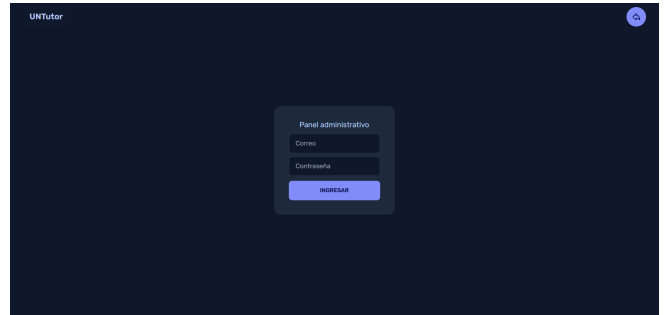 UNTutor
Panel administrativo
Correo
Contraseña
INGRESAR